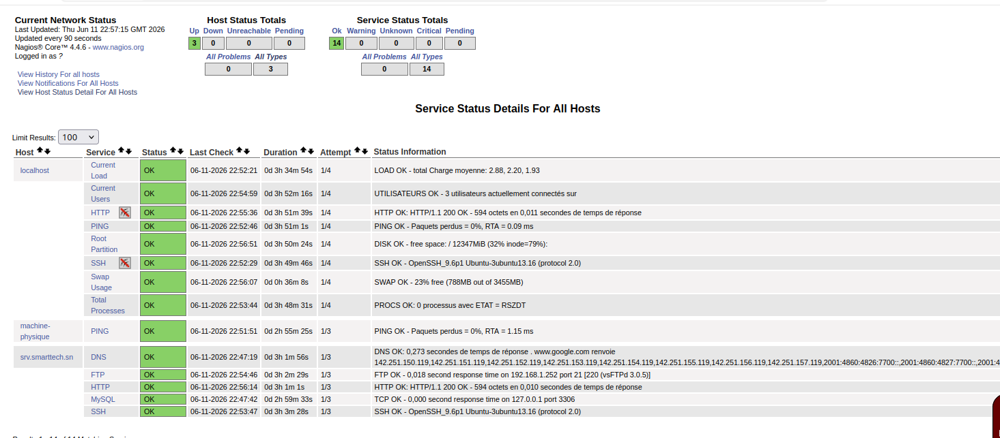 Current Network Status
Last Updated: Thu Jun 11 22:57:15 GMT 2026
Updated every 90 seconds
Nagios® Core™ 4.4.6 - www.nagios.org
Logged in as ?
View History For all hosts
View Notifications For All Hosts
View Host Status Detail For All Hosts
Host Status Totals
Up Down Unreachable Pending
3 0 0 0
All Problems All Types
0 3
Service Status Totals
Ok Warning Unknown Critical Pending
14 0 0 0 0
All Problems All Types
0 14
Service Status Details For All Hosts
Limit Results: 100
Host Service Status Last Check Duration Attempt Status Information
localhost Current Load OK 06-11-2026 22:52:21 0d 3h 34m 54s 1/4 LOAD OK - total Charge moyenne: 2.88, 2.20, 1.93
Current Users OK 06-11-2026 22:54:59 0d 3h 52m 16s 1/4 UTILISATEURS OK - 3 utilisateurs actuellement connectés sur
HTTP OK 06-11-2026 22:55:36 0d 3h 51m 39s 1/4 HTTP OK: HTTP/1.1 200 OK - 594 octets en 0,011 secondes de temps de réponse
PING OK 06-11-2026 22:52:46 0d 3h 51m 1s 1/4 PING OK - Paquets perdus = 0%, RTA = 0.09 ms
Root Partition OK 06-11-2026 22:56:51 0d 3h 50m 24s 1/4 DISK OK - free space: / 12347MiB (32% inode=79%):
SSH OK 06-11-2026 22:52:29 0d 3h 49m 46s 1/4 SSH OK - OpenSSH_9.6p1 Ubuntu-3ubuntu13.16 (protocol 2.0)
Swap Usage OK 06-11-2026 22:56:07 0d 0h 36m 8s 1/4 SWAP OK - 23% free (788MB out of 3455MB)
Total Processes OK 06-11-2026 22:53:44 0d 3h 48m 31s 1/4 PROCS OK: 0 processus avec ETAT = RSZDT
machine-physique PING OK 06-11-2026 22:51:51 0d 2h 55m 25s 1/3 PING OK - Paquets perdus = 0%, RTA = 1.15 ms
srv.smarttech.sn DNS OK 06-11-2026 22:47:19 0d 3h 1m 56s 1/3 DNS OK: 0,273 secondes de temps de réponse . www.google.com renvoie
142.251.150.119,142.251.151.119,142.251.152.119,142.251.153.119,142.251.154.119,142.251.155.119,142.251.156.119,142.251.157.119,2001:4860:4826:7700::,2001:4860:4827:7700::,2001:4
FTP OK 06-11-2026 22:54:46 0d 3h 2m 29s 1/3 FTP OK - 0,018 second response time on 192.168.1.252 port 21 [220 (vsFTPd 3.0.5)]
HTTP OK 06-11-2026 22:56:14 0d 3h 1m 1s 1/3 HTTP OK: HTTP/1.1 200 OK - 594 octets en 0,010 secondes de temps de réponse
MySQL OK 06-11-2026 22:47:42 0d 2h 59m 33s 1/3 TCP OK - 0,000 second response time on 127.0.0.1 port 3306
SSH OK 06-11-2026 22:53:47 0d 3h 3m 28s 1/3 SSH OK - OpenSSH_9.6p1 Ubuntu-3ubuntu13.16 (protocol 2.0)